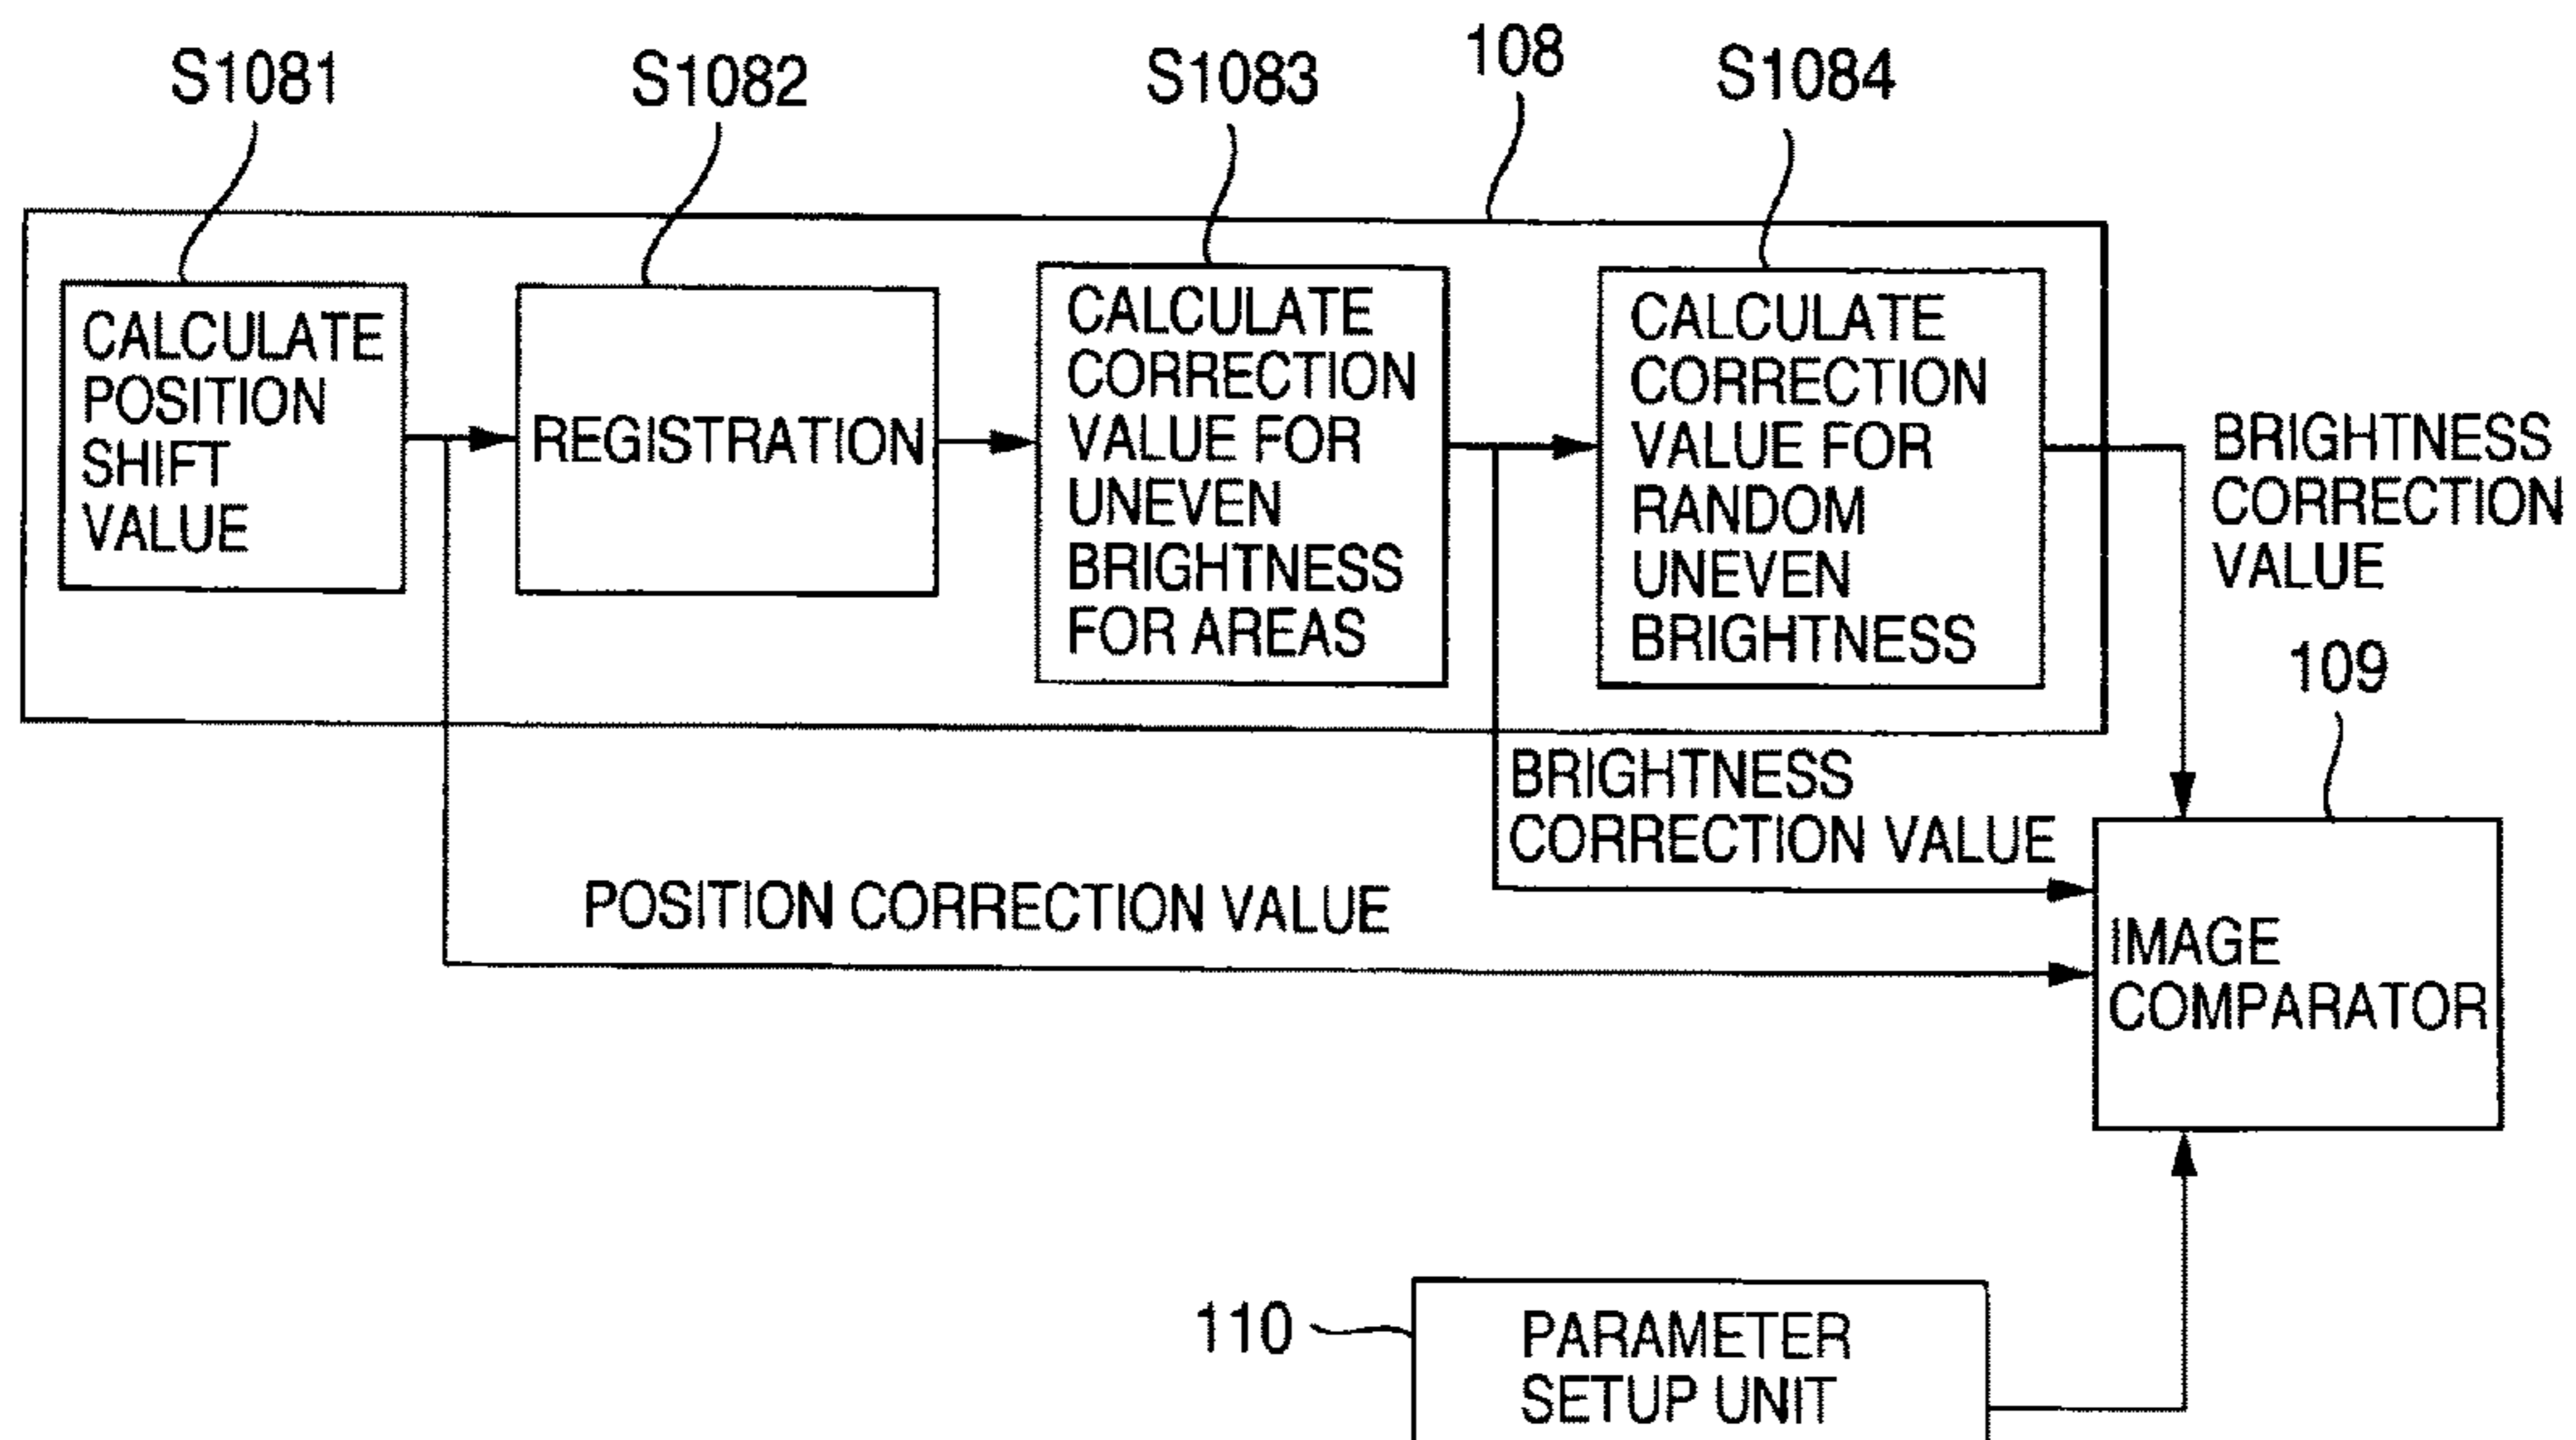 S1081
S1082
S1083
108
S1084
CALCULATE
POSITION
SHIFT
VALUE
REGISTRATION
CALCULATE
CORRECTION
VALUE FOR
UNEVEN
BRIGHTNESS
FOR AREAS
CALCULATE
CORRECTION
VALUE FOR
RANDOM
UNEVEN
BRIGHTNESS
BRIGHTNESS
CORRECTION
VALUE
109
BRIGHTNESS
CORRECTION VALUE
POSITION CORRECTION VALUE
IMAGE
COMPARATOR
110
PARAMETER
SETUP UNIT